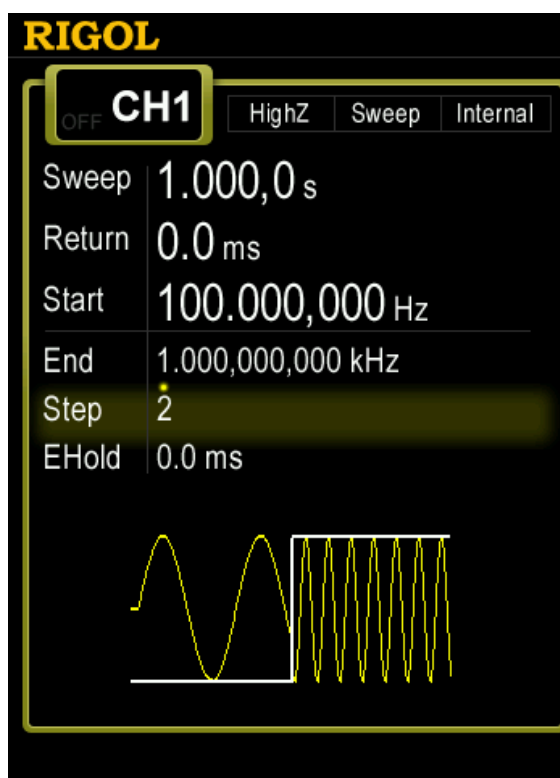 RIGOL
OFF CH1 HighZ Sweep Internal
Sweep 1.000,0 s
Return 0.0 ms
Start 100.000,000 Hz
End 1.000,000,000 kHz
Step 2
EHold 0.0 ms